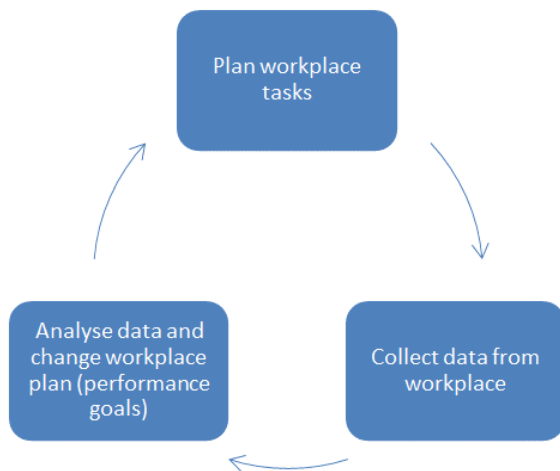 Plan workplace
tasks
Collect data from
workplace
Analyse data and
change workplace
plan (performance
goals)